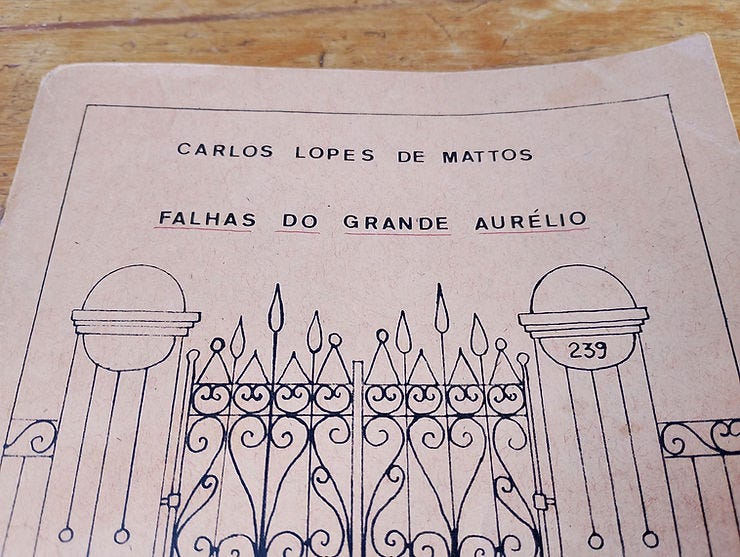 CARLOS LOPES DE MATTOS
FALHAS DO GRANDE AURÉLIO
239